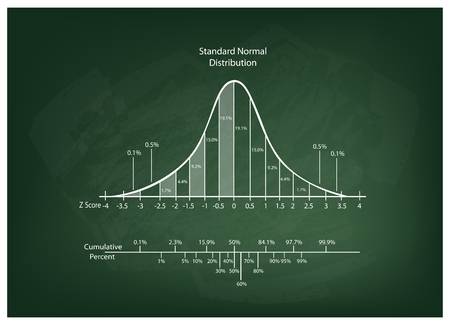 Standard Normal
Distribution
19.1% 19.1%
15.0% 15.0%
0.5% 9.2% 9.2% 0.5%
0.1% 4.4% 4.4% 0.1%
1.7% 1.7%
Z Score -4 -3.5 -3 -2.5 -2 -1.5 -1 -0.5 0 0.5 1 1.5 2 2.5 3 3.5 4
Cumulative 0.1% 2.3% 15.9% 50% 84.1% 97.7% 99.9%
Percent 1% 5% 10% 20% 40% 70% 90% 95% 99%
30% 50% 80%
60%